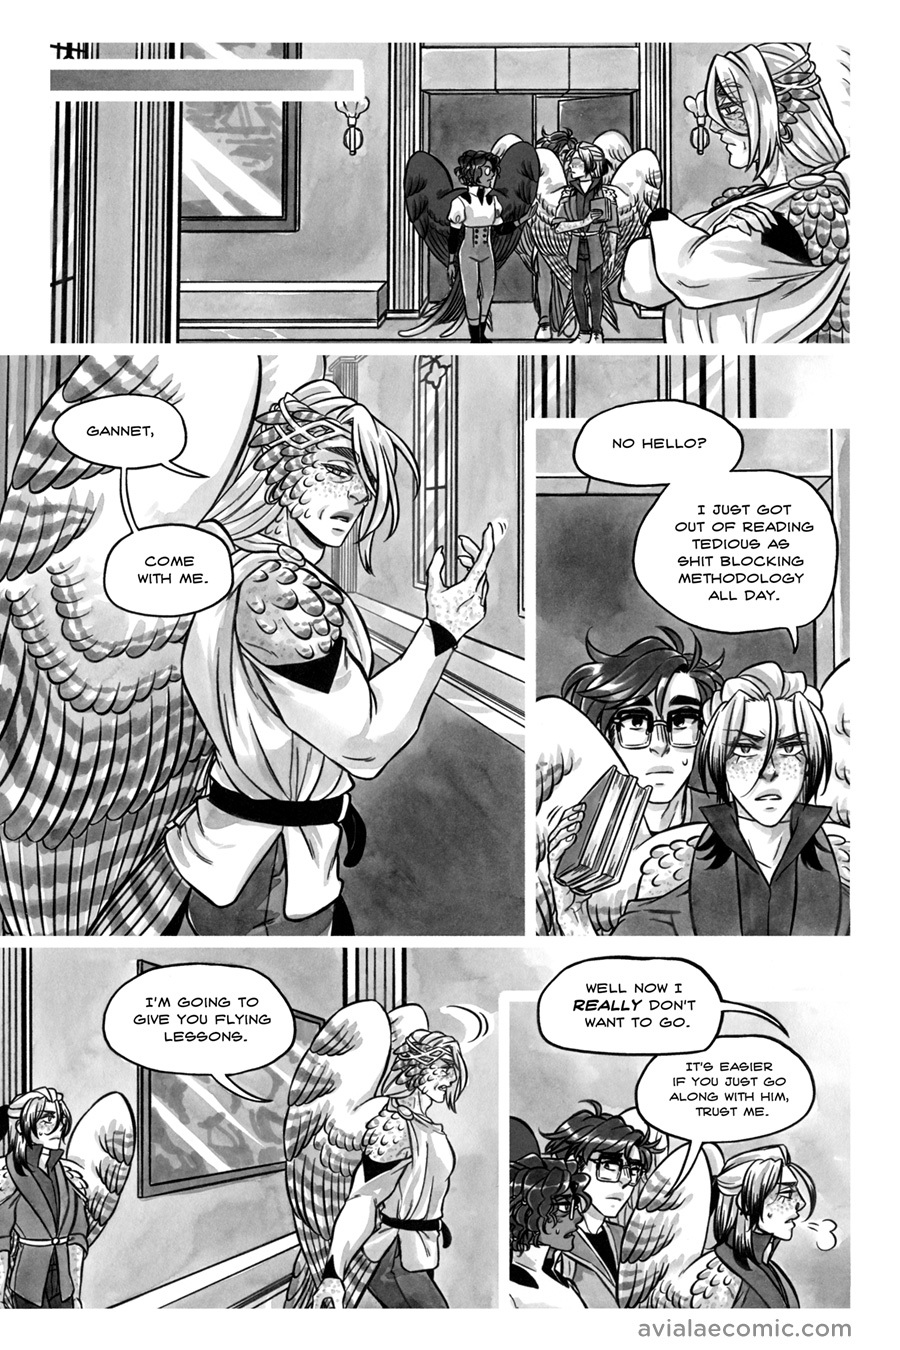 GANNET,
COME
WITH ME.
NO HELLO?
I JUST GOT
OUT OF READING
TEDIOUS AS
SHIT BLOCKING
METHODOLOGY
ALL DAY.
I'M GOING TO
GIVE YOU FLYING
LESSONS.
WELL NOW I
REALLY DON'T
WANT TO GO.
IT'S EASIER
IF YOU JUST GO
ALONG WITH HIM,
TRUST ME.
avialaecomic.com